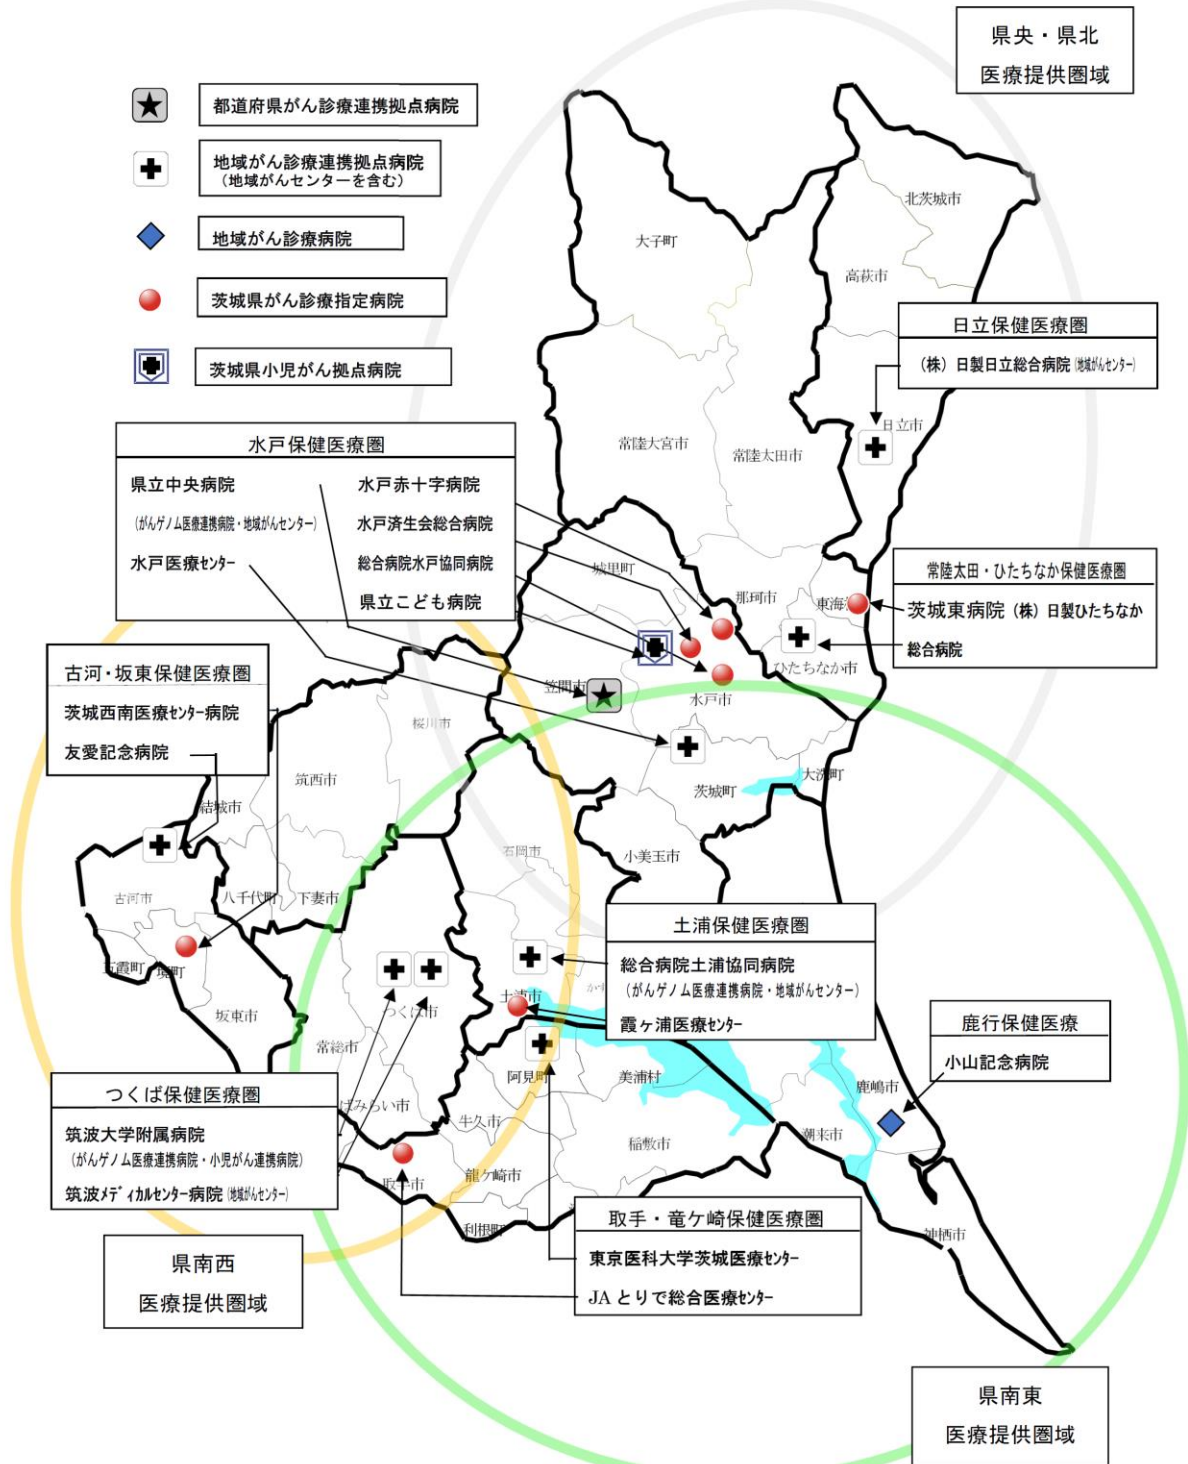 県央・県北
医療提供圏域
都道府県がん診療連携拠点病院
地域がん診療連携拠点病院
（地域がんセンターを含む）
地域がん診療病院
茨城県がん診療指定病院
茨城県小児がん拠点病院
北茨城市
大子町
高萩市
日立保健医療圏
（株）日製日立総合病院（地域がんセンター）
日立市
常陸大宮市
常陸太田市
水戸保健医療圏
県立中央病院
（がんゲノム医療連携病院・地域がんセンター）
水戸医療センター
水戸赤十字病院
水戸済生会総合病院
総合病院水戸協同病院
県立こども病院
城里町
那珂市
東海
常陸太田・ひたちなか保健医療圏
茨城東病院（株）日製ひたちなか
総合病院
ひたちなか市
笠間市
水戸市
古河・坂東保健医療圏
茨城西南医療センター病院
友愛記念病院
桜川市
筑西市
結城市
茨城町
大洗町
小美玉市
石岡市
古河市
八千代町
下妻市
五霞町
境町
坂東市
土浦保健医療圏
総合病院土浦協同病院
（がんゲノム医療連携病院・地域がんセンター）
霞ヶ浦医療センター
か
土浦市
つくば市
常総市
阿見町
美浦村
鹿行保健医療
小山記念病院
鹿嶋市
つくば保健医療圏
筑波大学附属病院
（がんゲノム医療連携病院・小児がん連携病院）
筑波メディカルセンター病院（地域がんセンター）
ばみらい市
牛久市
稲敷市
潮来市
取手市
龍ケ崎市
利根町
神栖市
取手・竜ケ崎保健医療圏
東京医科大学茨城医療センター
JAとりで総合医療センター
県南西
医療提供圏域
県南東
医療提供圏域